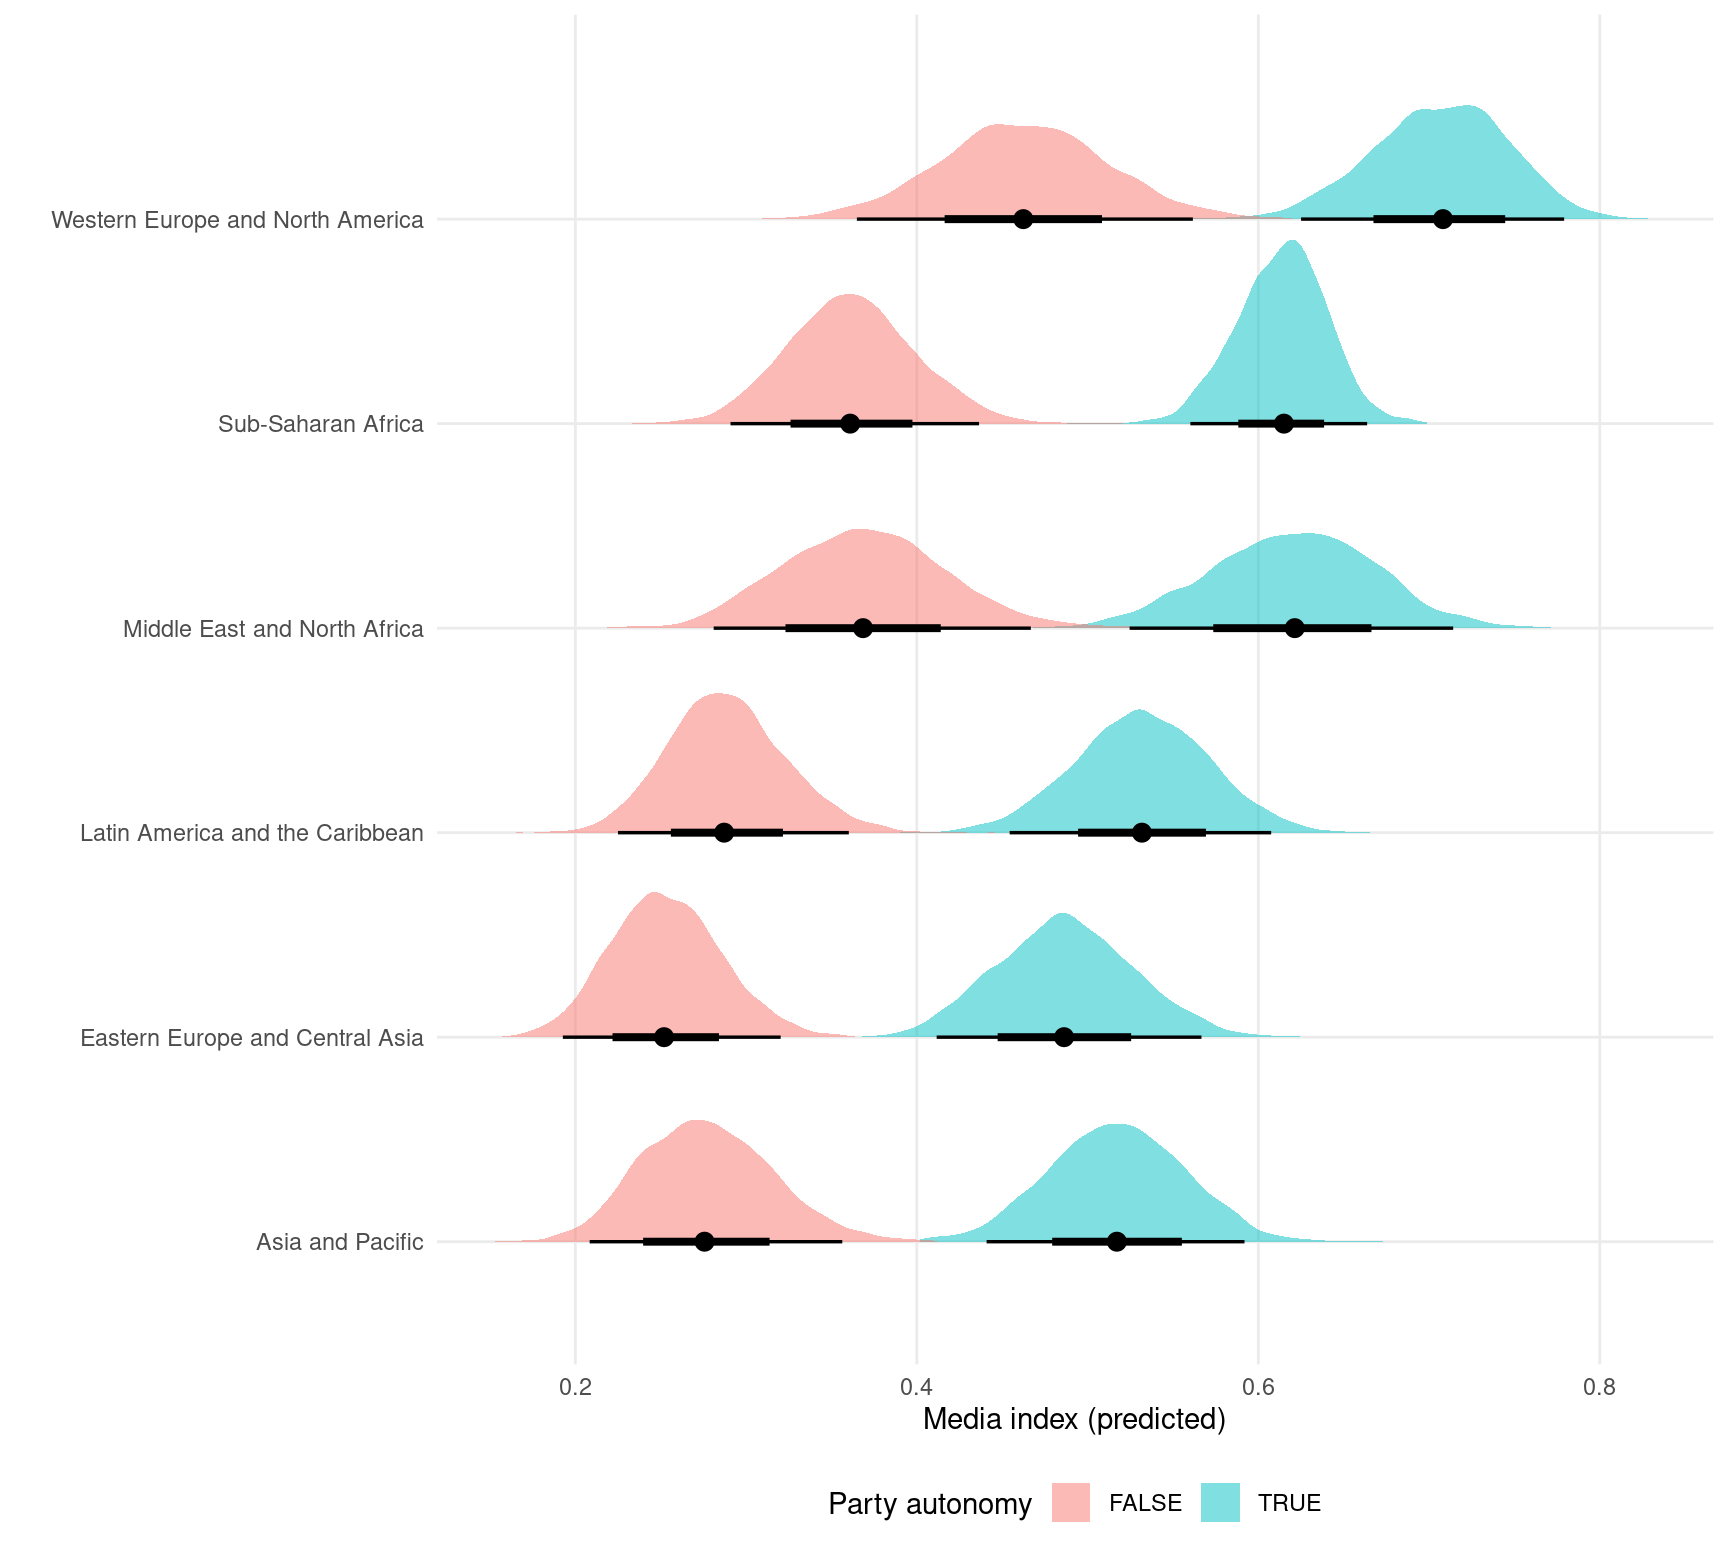 Western Europe and North America
Sub-Saharan Africa
Middle East and North Africa
Latin America and the Caribbean
Eastern Europe and Central Asia
Asia and Pacific
0.2 0.4 0.6 0.8
Media index (predicted)
Party autonomy FALSE TRUE